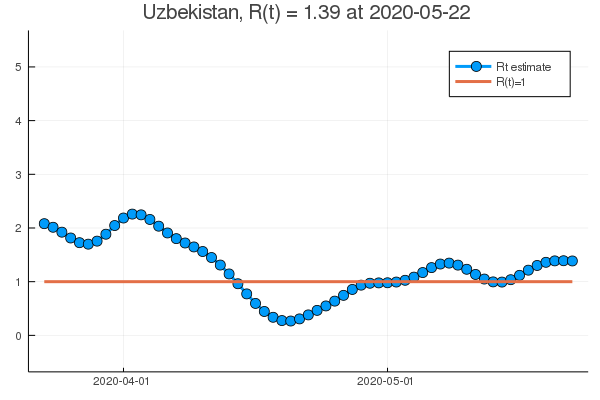 Uzbekistan, R(t) = 1.39 at 2020-05-22
5
4
3
2
1
0
Rt estimate
R(t)=1
2020-04-01
2020-05-01